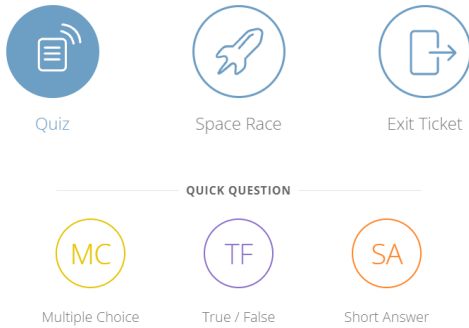 Quiz
Space Race
Exit Ticket
QUICK QUESTION
MC
TF
SA
Multiple Choice
True / False
Short Answer